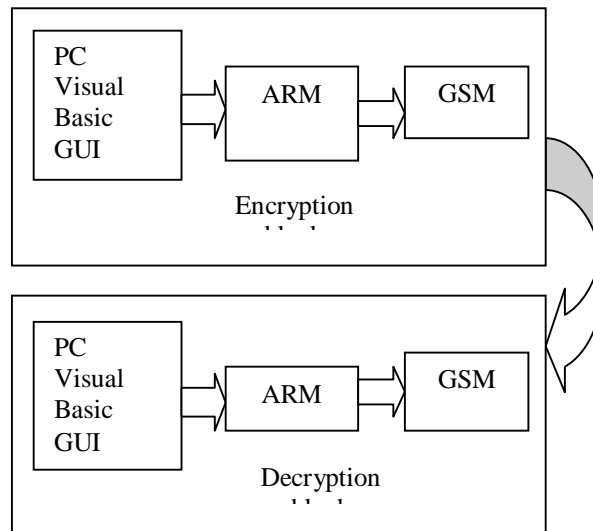 PC
Visual
Basic
GUI
ARM
GSM
Encryption
PC
Visual
Basic
GUI
ARM
GSM
Decryption